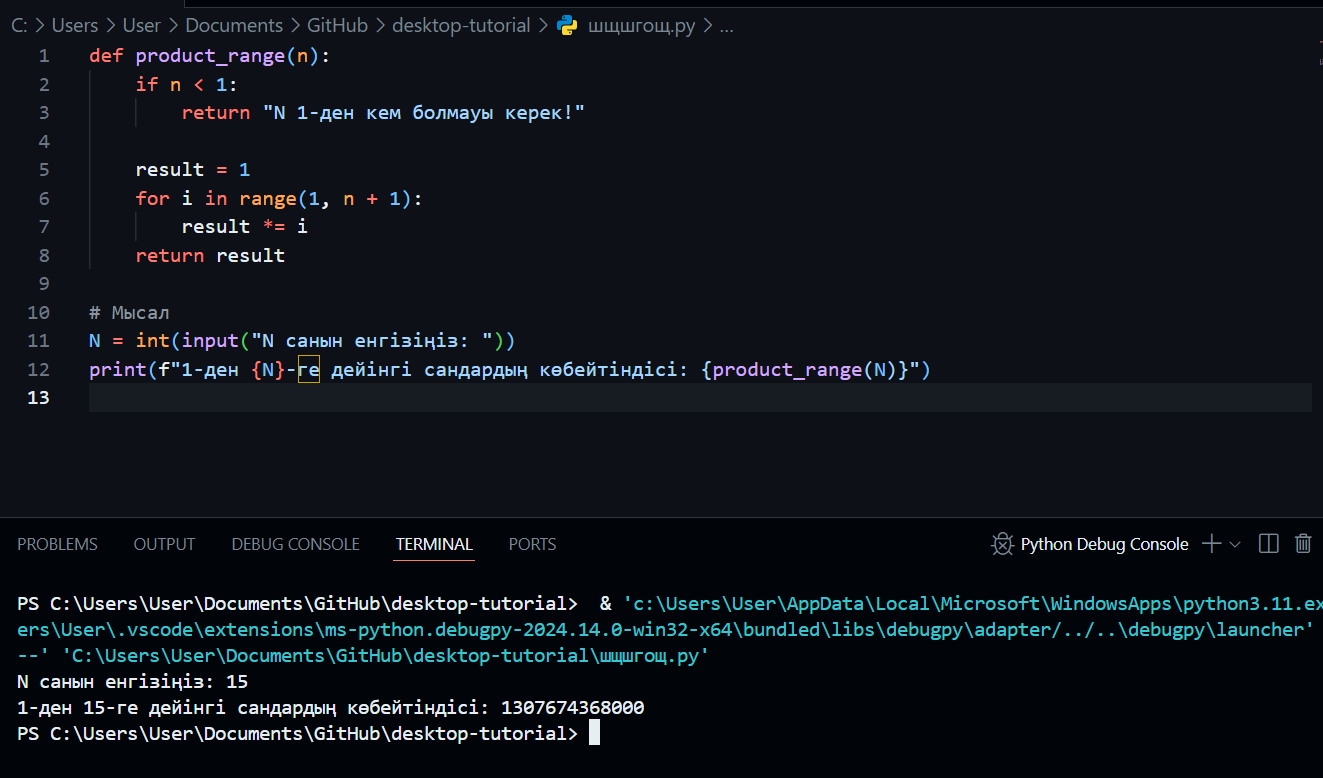 C: > Users > User > Documents > GitHub > desktop-tutorial > шщшгощ.py > ...
1 def product_range(n):
2     if n < 1:
3         return "N 1-ден кем болмауы керек!"
4
5     result = 1
6     for i in range(1, n + 1):
7         result *= i
8     return result
9
10 # Мысал
11 N = int(input("N санын енгізіңіз: "))
12 print(f"1-ден {N}-ге дейінгі сандардың көбейтіндісі: {product_range(N)}")
13
PROBLEMS OUTPUT DEBUG CONSOLE TERMINAL PORTS Python Debug Console
PS C:\Users\User\Documents\GitHub\desktop-tutorial>  & 'c:\Users\User\AppData\Local\Microsoft\WindowsApps\python3.11.ex
ers\User\.vscode\extensions\ms-python.debugpy-2024.14.0-win32-x64\bundled\libs\debugpy\adapter/../..\debugpy\launcher'
--' 'C:\Users\User\Documents\GitHub\desktop-tutorial\шщшгощ.py'
N санын енгізіңіз: 15
1-ден 15-ге дейінгі сандардың көбейтіндісі: 1307674368000
PS C:\Users\User\Documents\GitHub\desktop-tutorial>